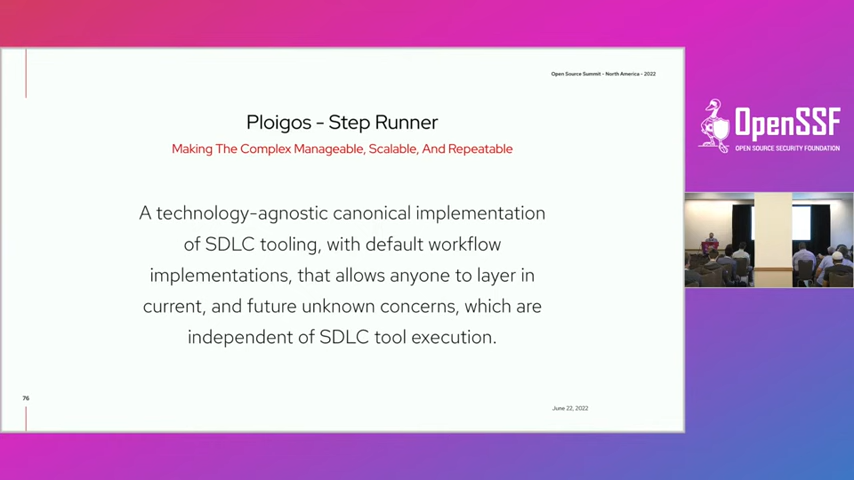 Open Source Summit - North America - 2022
Ploigos - Step Runner
Making The Complex Manageable, Scalable, And Repeatable
A technology-agnostic canonical implementation
of SDLC tooling, with default workflow
implementations, that allows anyone to layer in
current, and future unknown concerns, which are
independent of SDLC tool execution.
76
June 22, 2022
OpenSSF
OPEN SOURCE SECURITY FOUNDATION